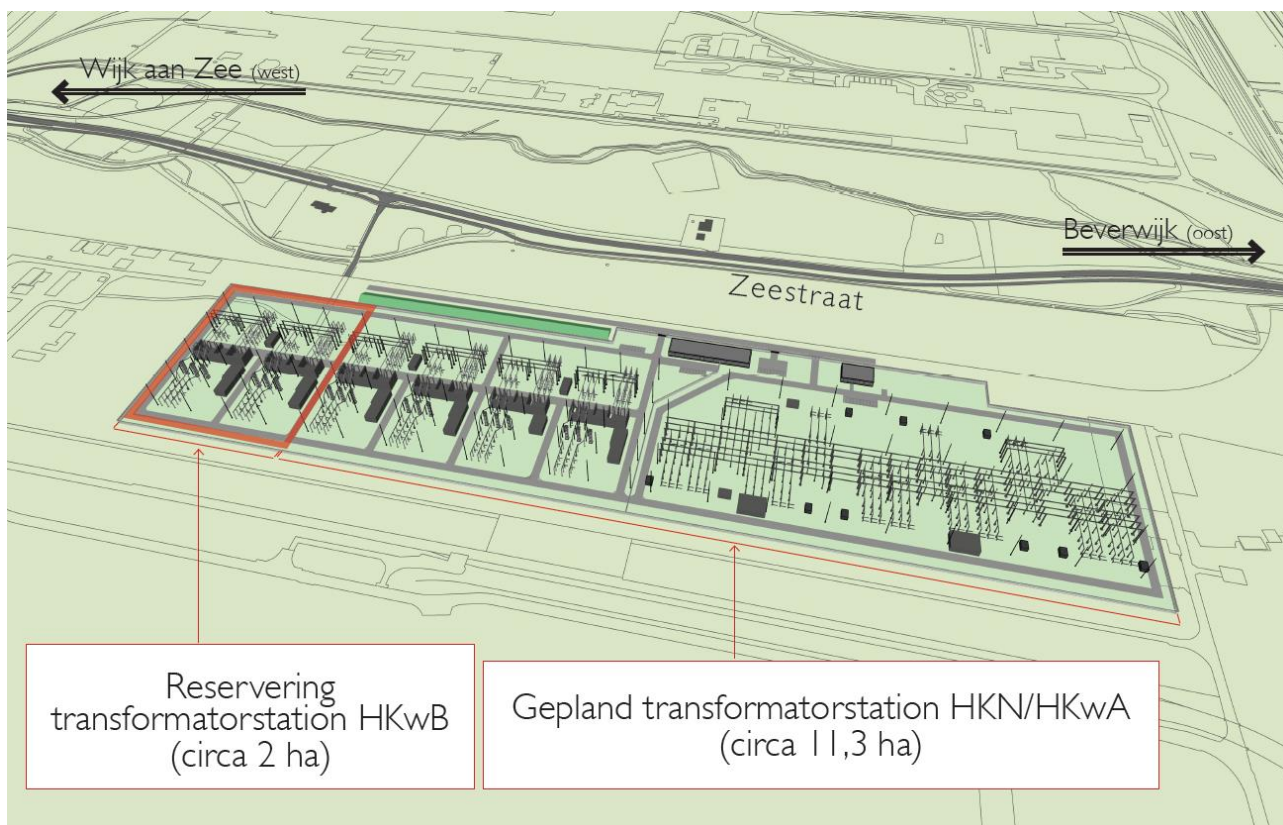 Wijk aan Zee (west)
Beverwijk (oost)
Zeestraat
Reservering
transformatorstation HKwB
(circa 2 ha)
Gepland transformatorstation HKN/HKwA
(circa 11,3 ha)